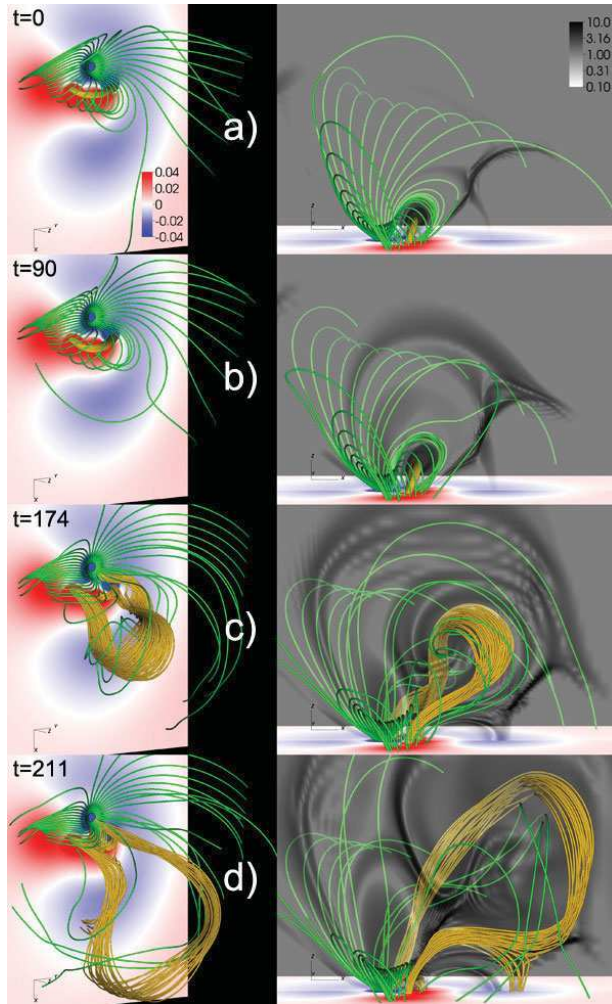 t=0
10.0
3.16
1.00
0.31
0.10
a)
0.04
0.02
0
-0.02
-0.04
Z Y
X
Z
Y
t=90
b)
Z Y
X
Z
Y
t=174
c)
Z Y
X
Z
Y
t=211
d)
Z Y
X
Z
Y